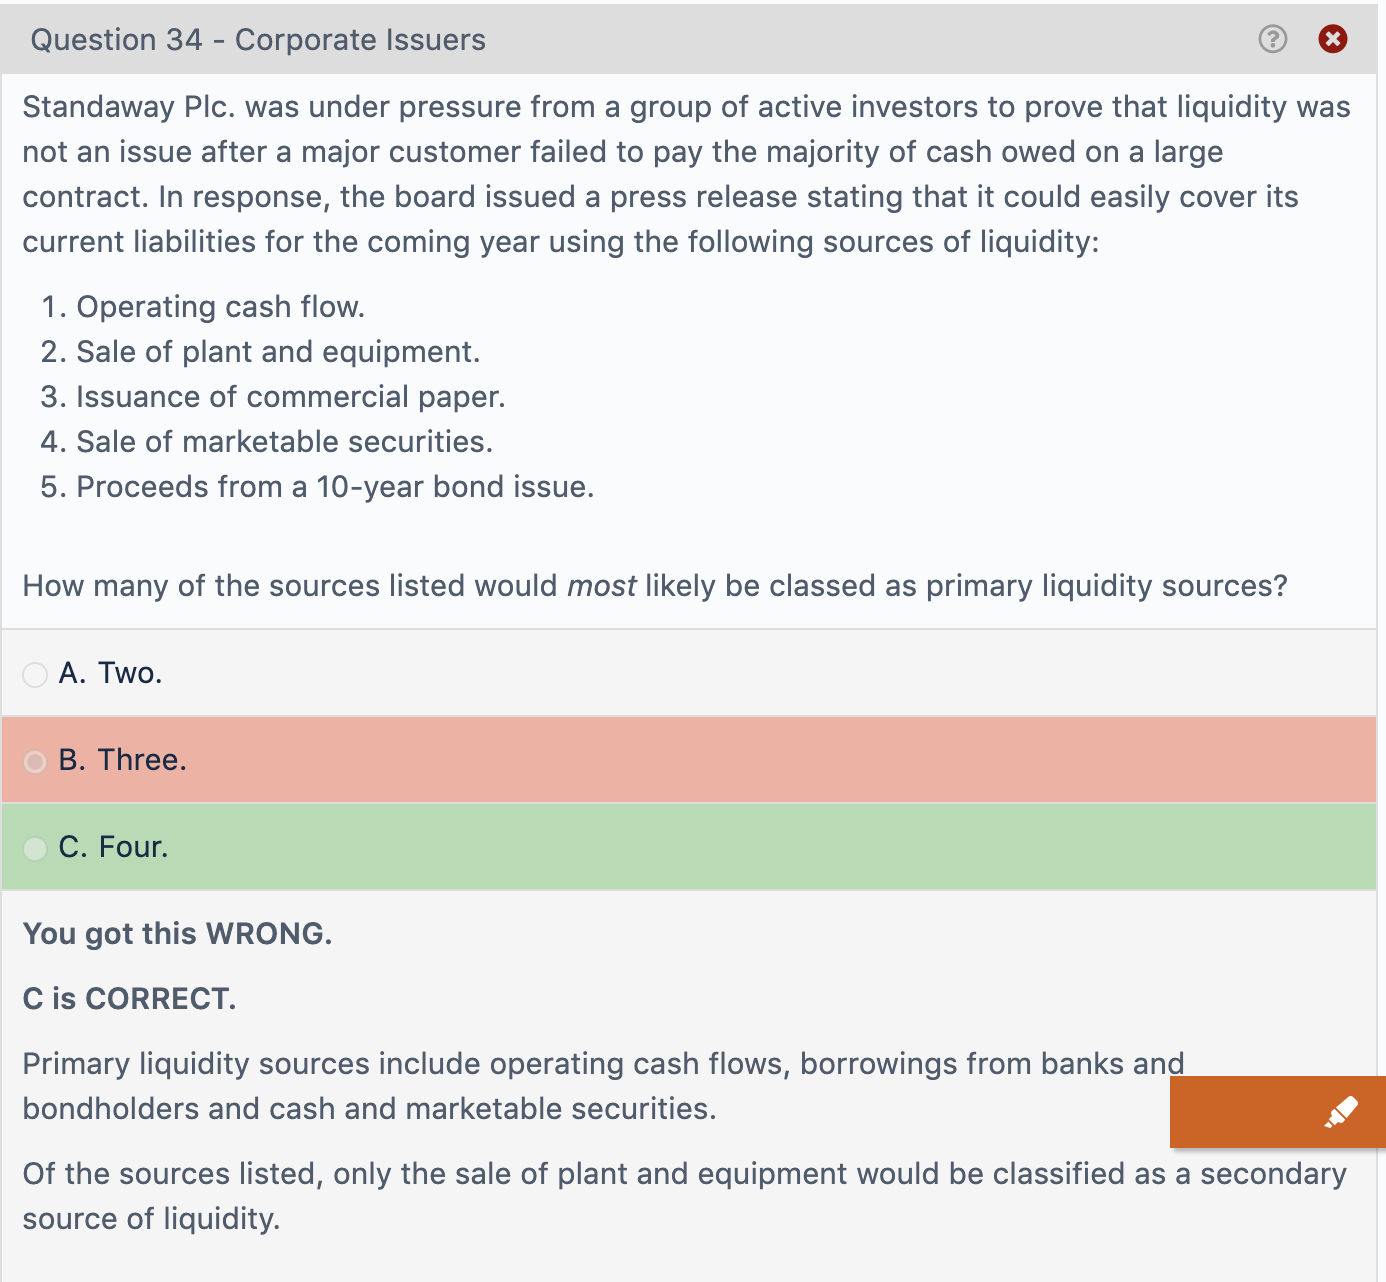 Question 34 - Corporate Issuers
Standaway Plc. was under pressure from a group of active investors to prove that liquidity was
not an issue after a major customer failed to pay the majority of cash owed on a large
contract. In response, the board issued a press release stating that it could easily cover its
current liabilities for the coming year using the following sources of liquidity:
1. Operating cash flow.
2. Sale of plant and equipment.
3. Issuance of commercial paper.
4. Sale of marketable securities.
5. Proceeds from a 10-year bond issue.
How many of the sources listed would most likely be classed as primary liquidity sources?
A. Two.
B. Three.
C. Four.
You got this WRONG.
C is CORRECT.
Primary liquidity sources include operating cash flows, borrowings from banks and
bondholders and cash and marketable securities.
Of the sources listed, only the sale of plant and equipment would be classified as a secondary
source of liquidity.